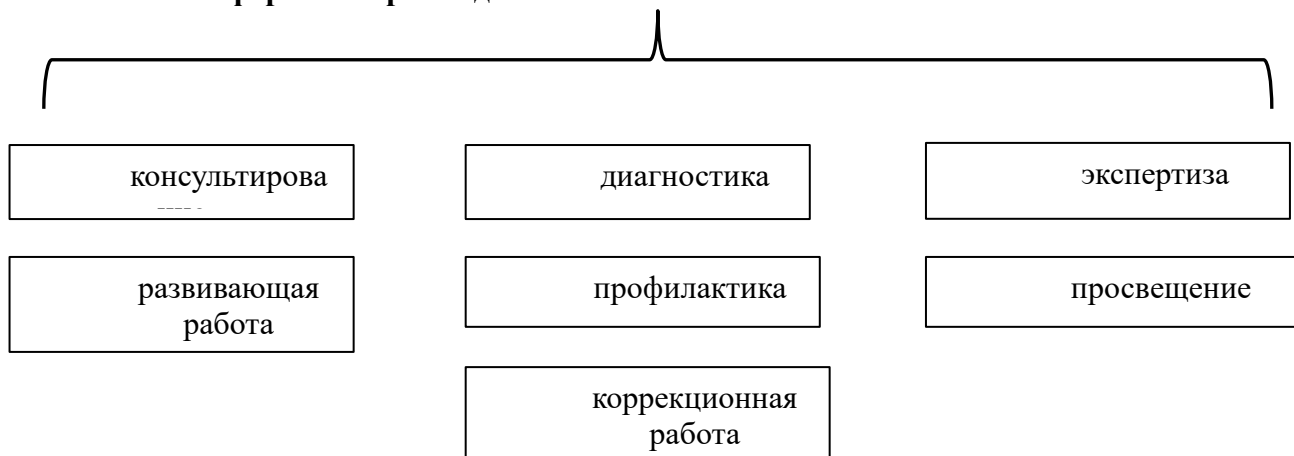 консультирова
диагностика
экспертиза
развивающая
работа
профилактика
просвещение
коррекционная
работа